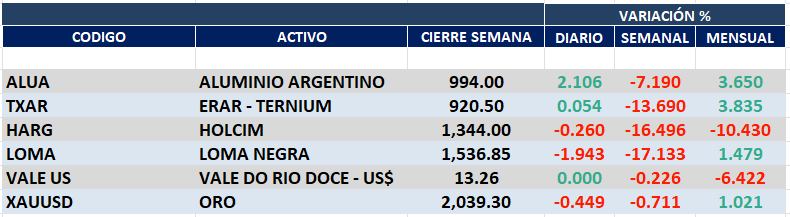 VARIACIÓN %
CODIGO ACTIVO CIERRE SEMANA DIARIO SEMANAL MENSUAL
ALUA ALUMINIO ARGENTINO 994.00 2.106 -7.190 3.650
TXAR ERAR - TERNIUM 920.50 0.054 -13.690 3.835
HARG HOLCIM 1,344.00 -0.260 -16.496 -10.430
LOMA LOMA NEGRA 1,536.85 -1.943 -17.133 1.479
VALE US VALE DO RIO DOCE - US$ 13.26 0.000 -0.226 -6.422
XAUUSD ORO 2,039.30 -0.449 -0.711 1.021